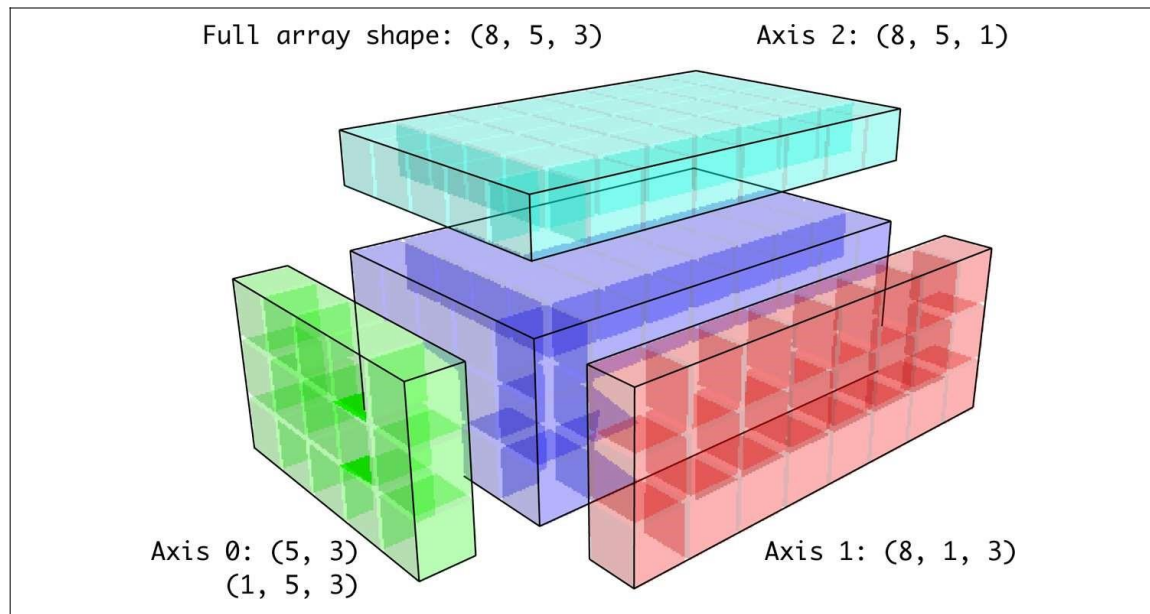 Full array shape: (8, 5, 3)
Axis 2: (8, 5, 1)
Axis 0: (5, 3)
(1, 5, 3)
Axis 1: (8, 1, 3)